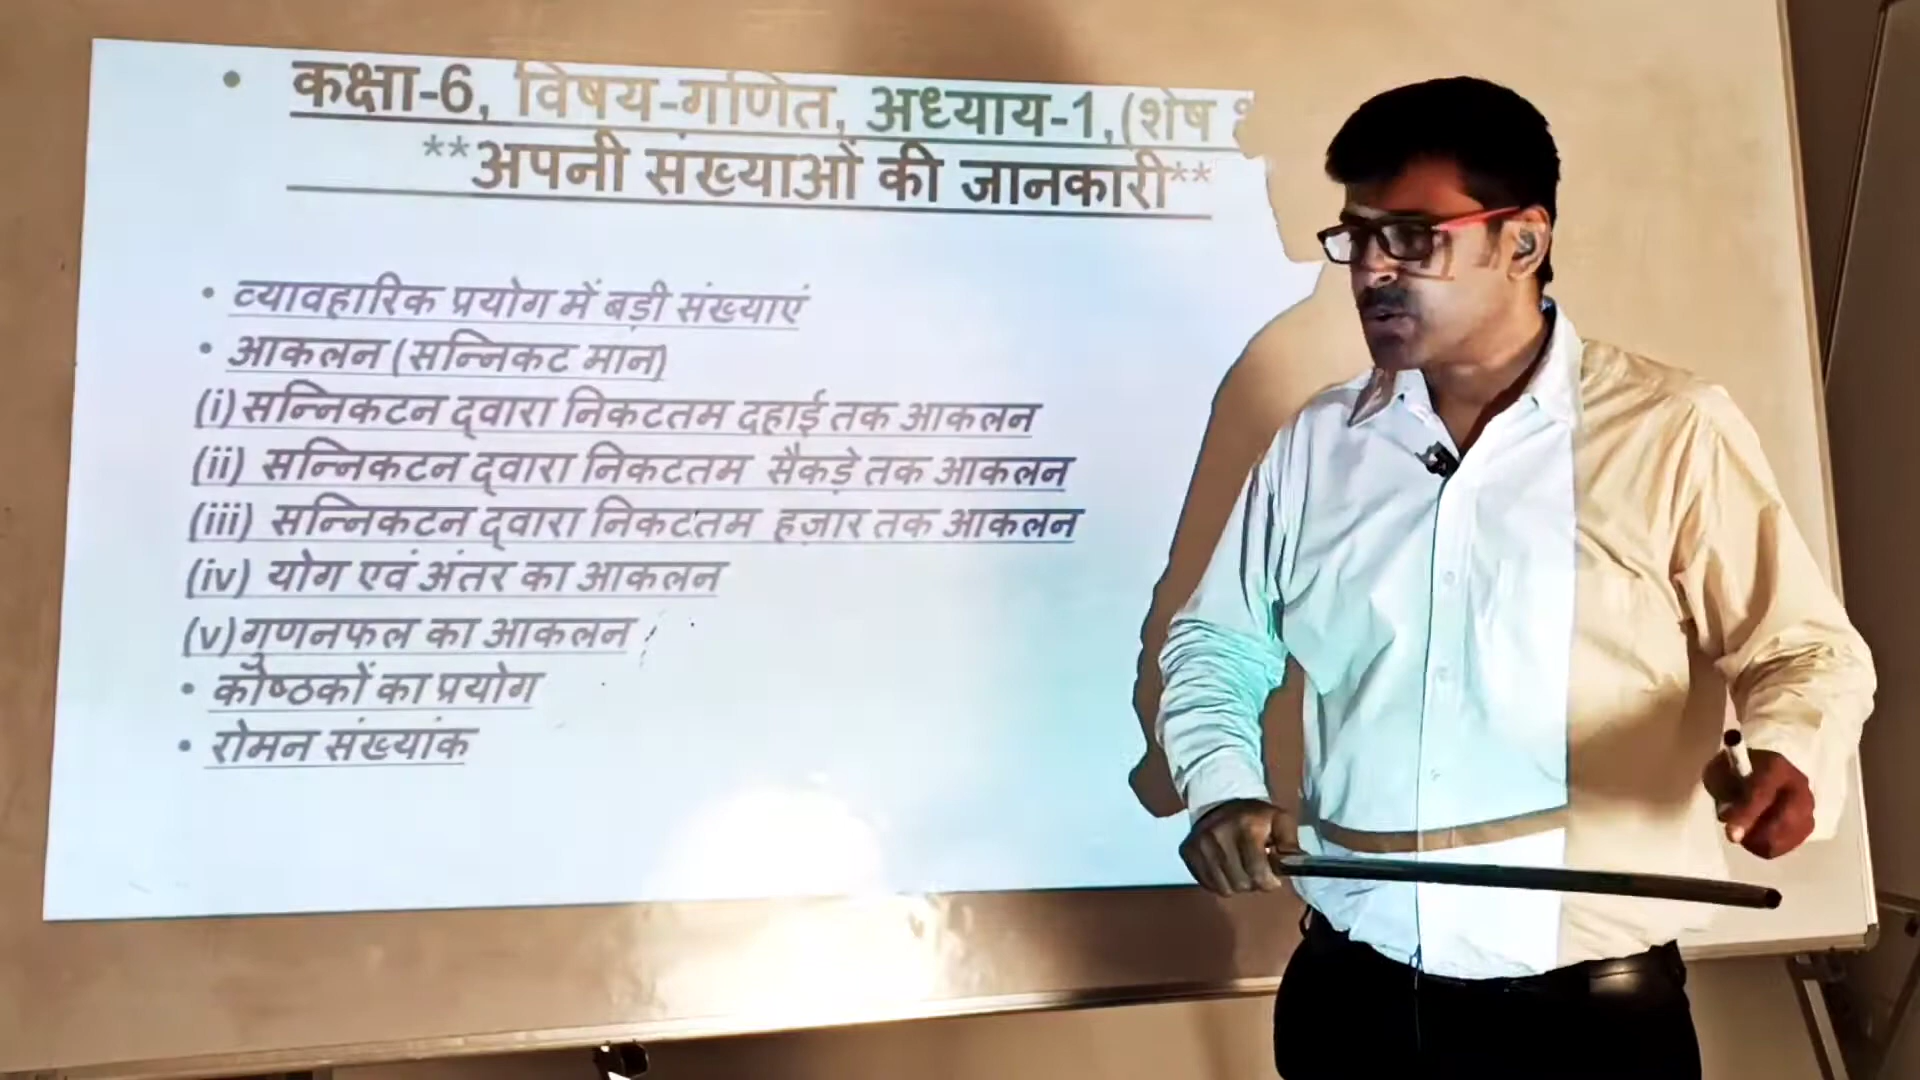 • कक्षा-6, विषय-गणित, अध्याय-1,(शेष
**अपनी संख्याओं की जानकारी**
• व्यावहारिक प्रयोग में बड़ी संख्याएं
• आकलन (सन्निकट मान)
(i) सन्निकटन द्वारा निकटतम दहाई तक आकलन
(ii) सन्निकटन द्वारा निकटतम सैकड़े तक आकलन
(iii) सन्निकटन द्वारा निकटतम हज़ार तक आकलन
(iv) योग एवं अंतर का आकलन
(v) गुणनफल का आकलन
• कोष्ठकों का प्रयोग
• रोमन संख्यांक